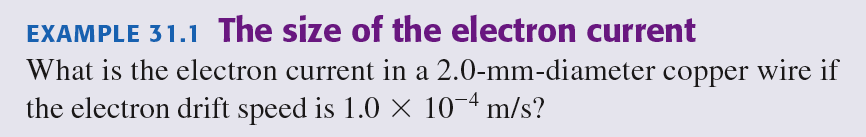 EXAMPLE 31.1 The size of the electron current
What is the electron current in a 2.0-mm-diameter copper wire if
the electron drift speed is 1.0 × 10⁻⁴ m/s?